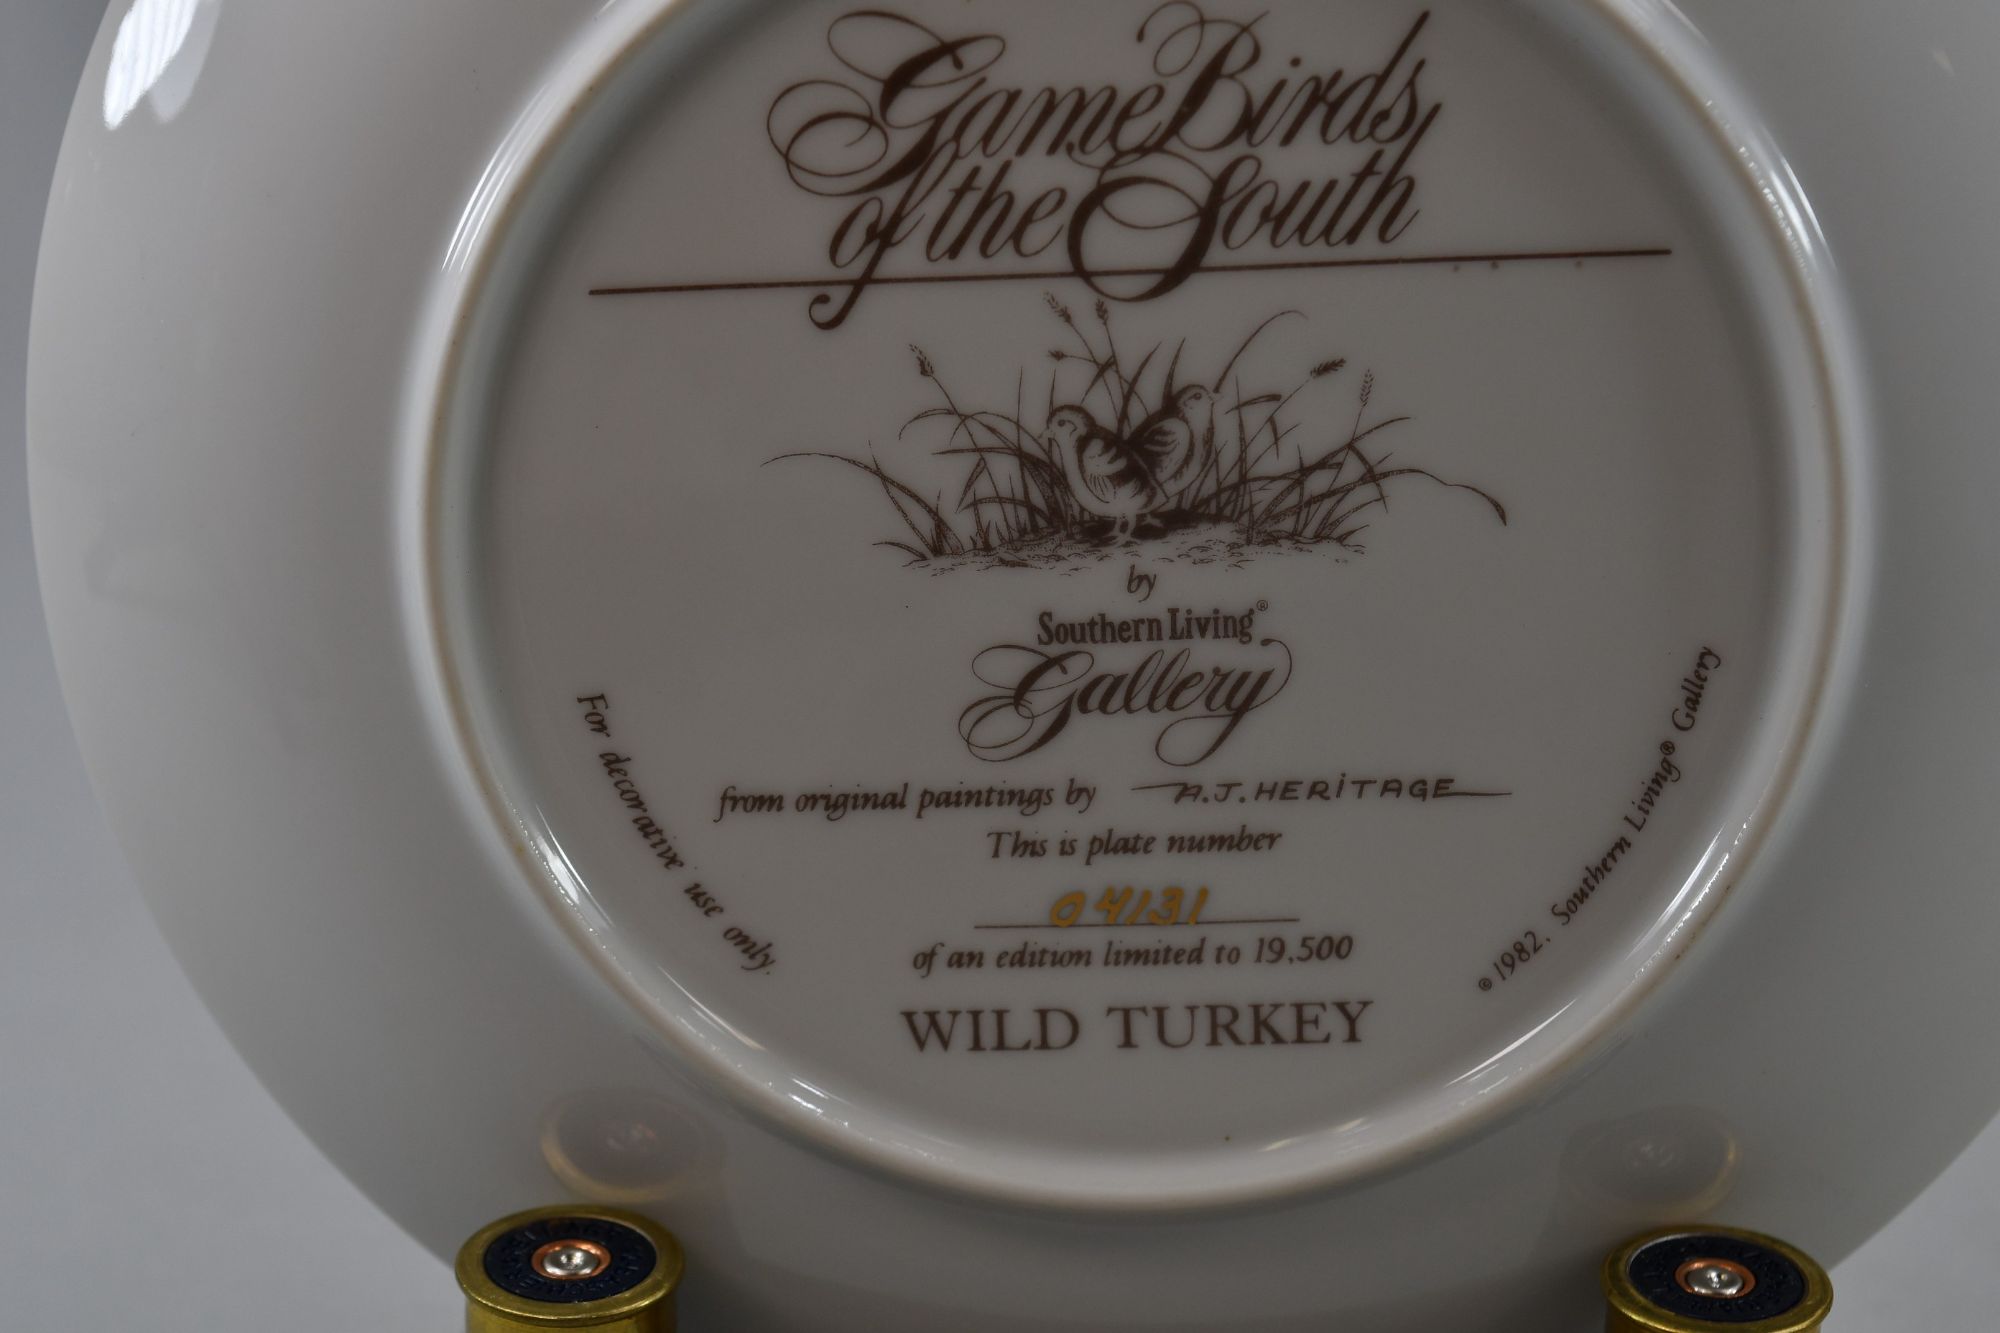 Game Birds
of the South
by
Southern Living®
Gallery
from original paintings by A.J. HERITAGE
This is plate number
04131
of an edition limited to 19,500
WILD TURKEY
For decorative use only.
© 1982, Southern Living® Gallery